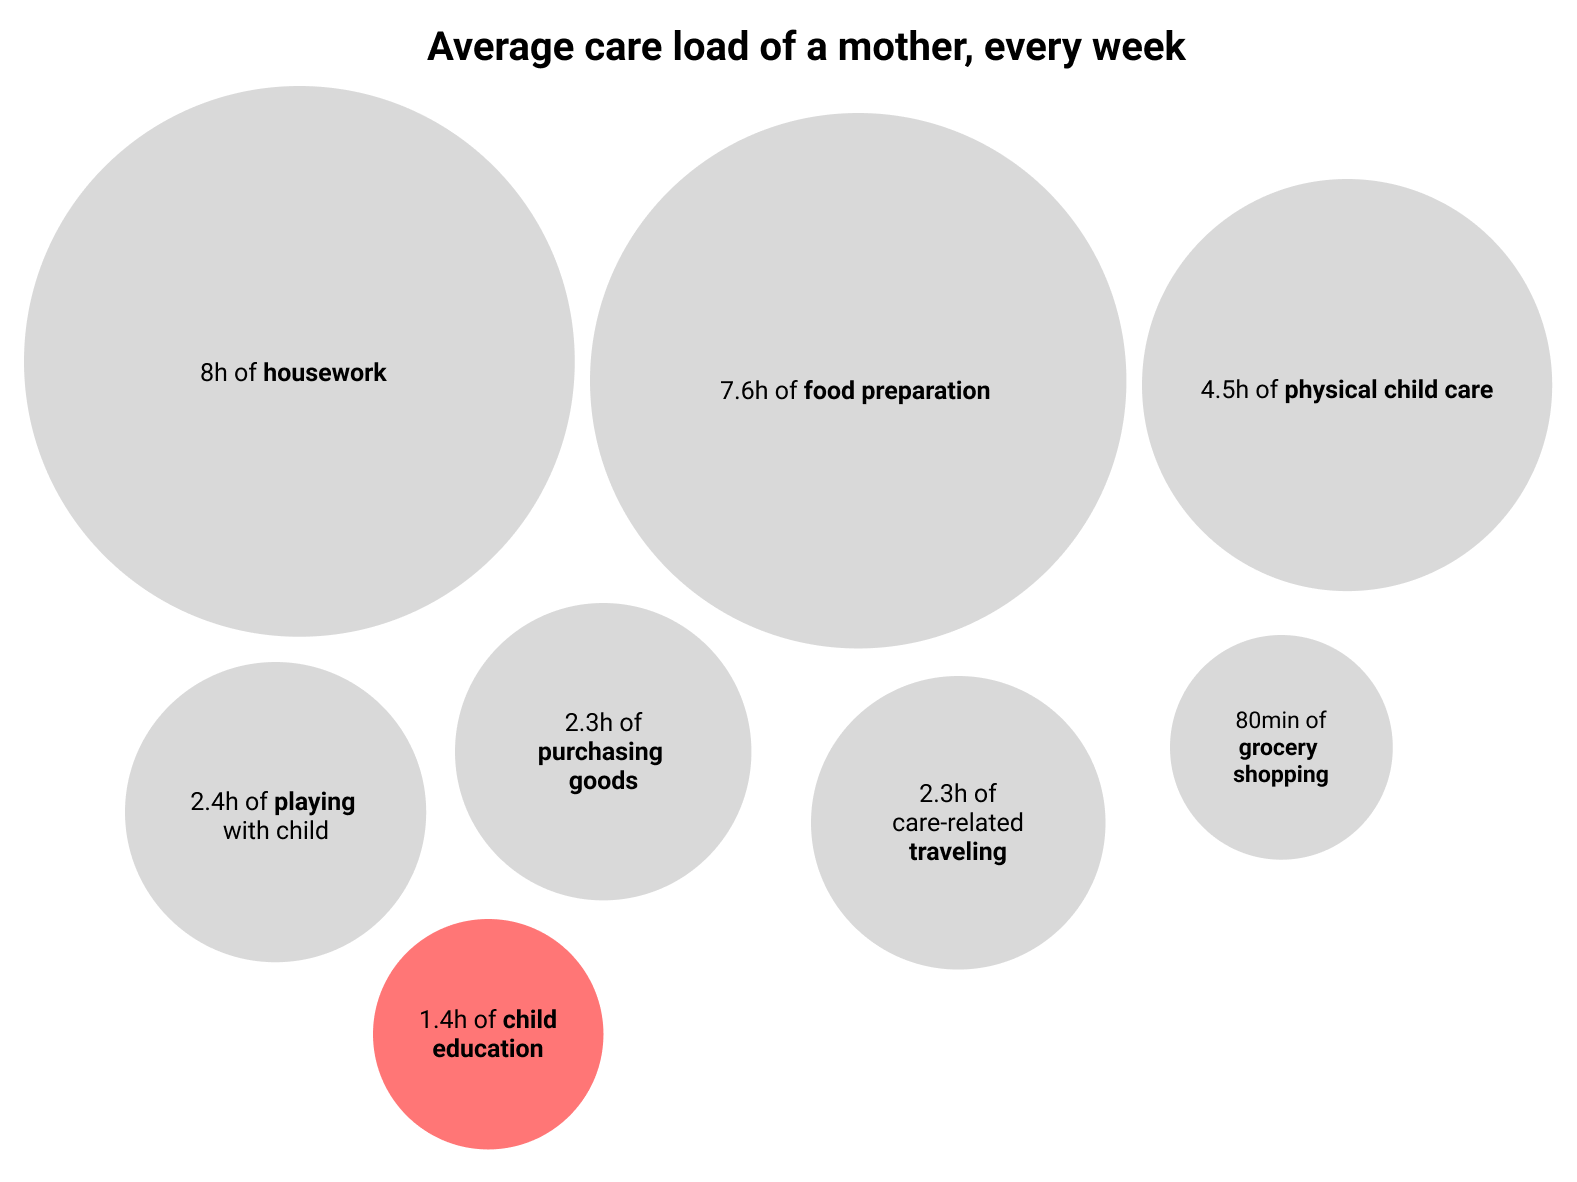 Average care load of a mother, every week
8h of housework
7.6h of food preparation
4.5h of physical child care
2.4h of playing
with child
2.3h of
purchasing
goods
2.3h of
care-related
traveling
80min of
grocery
shopping
1.4h of child
education